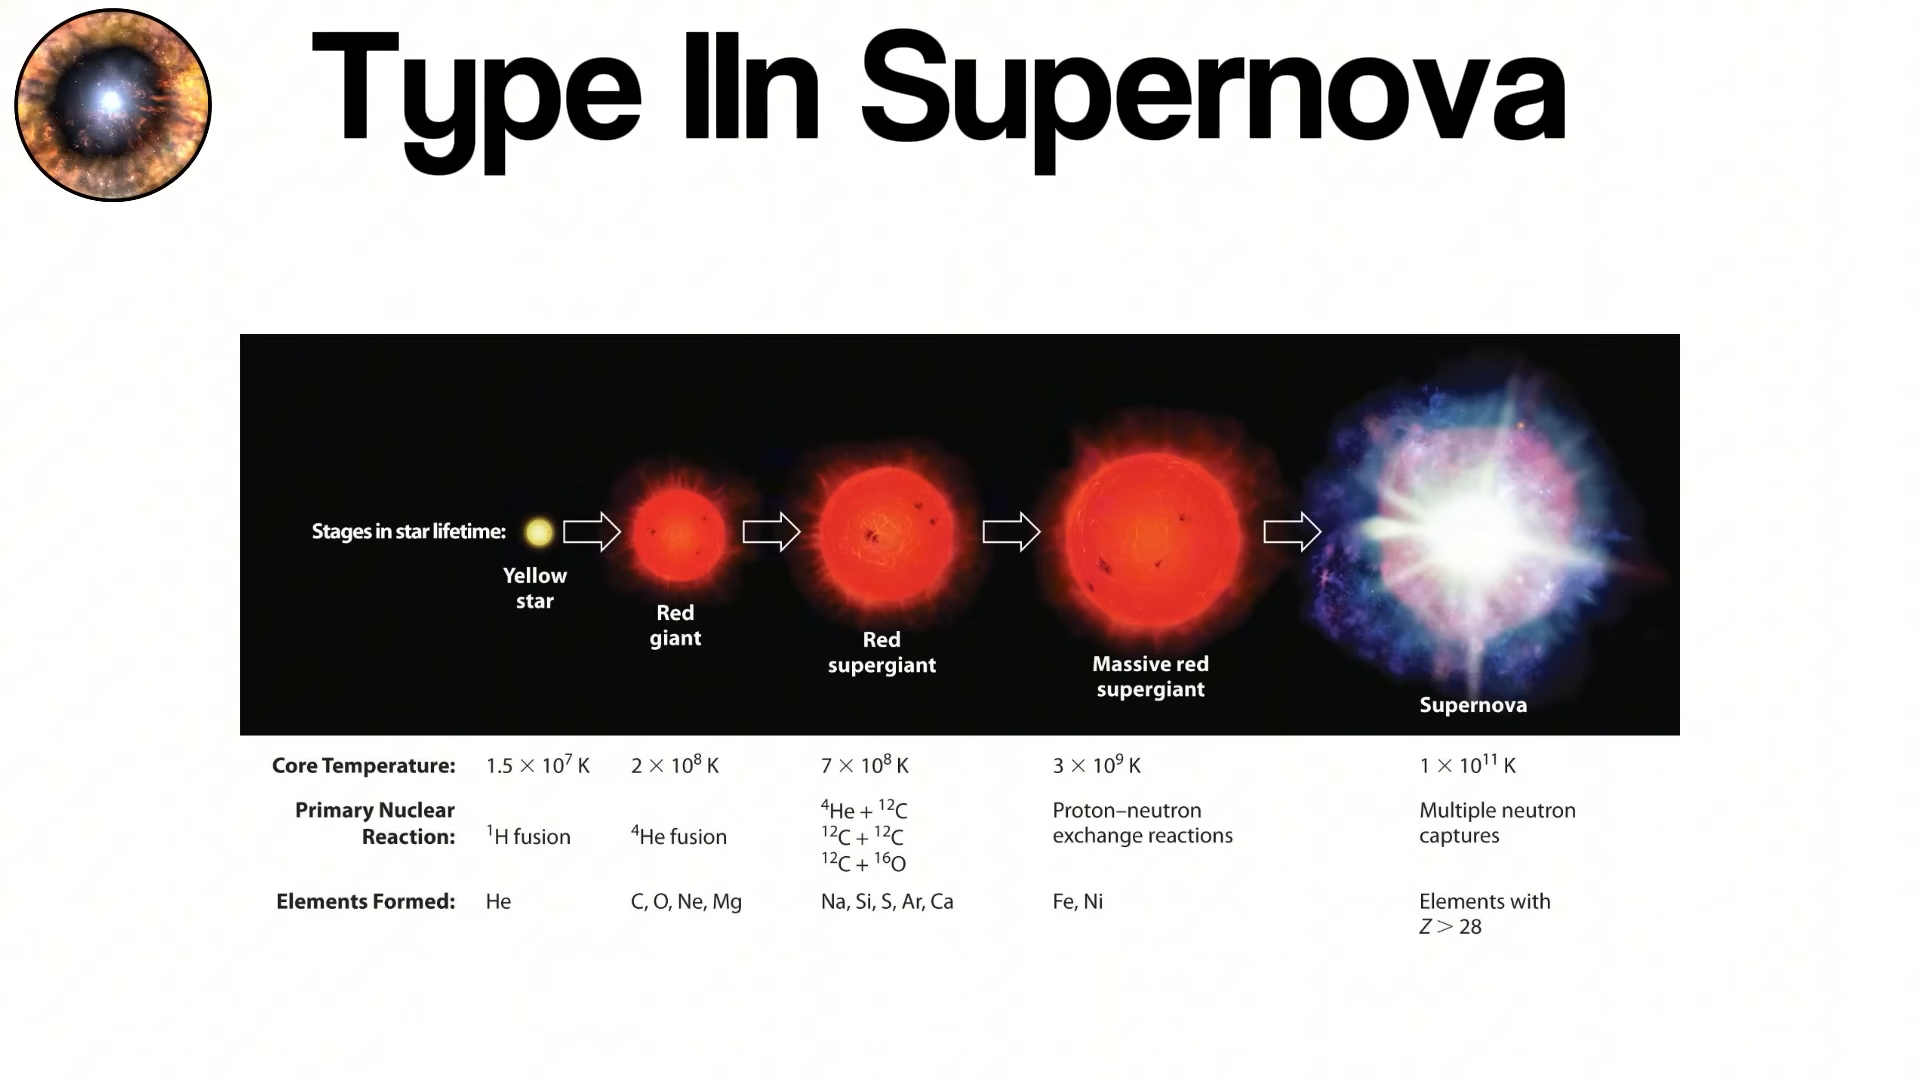 Type IIn Supernova
Stages in star lifetime:
Yellow
star
Red
giant
Red
supergiant
Massive red
supergiant
Supernova
Core Temperature: 1.5 × 10⁷ K 2 × 10⁸ K 7 × 10⁸ K 3 × 10⁹ K 1 × 10¹¹ K
Primary Nuclear
Reaction:
¹H fusion
⁴He fusion
⁴He + ¹²C
¹²C + ¹²C
¹²C + ¹⁶O
Proton–neutron
exchange reactions
Multiple neutron
captures
Elements Formed: He C, O, Ne, Mg Na, Si, S, Ar, Ca Fe, Ni Elements with
Z > 28